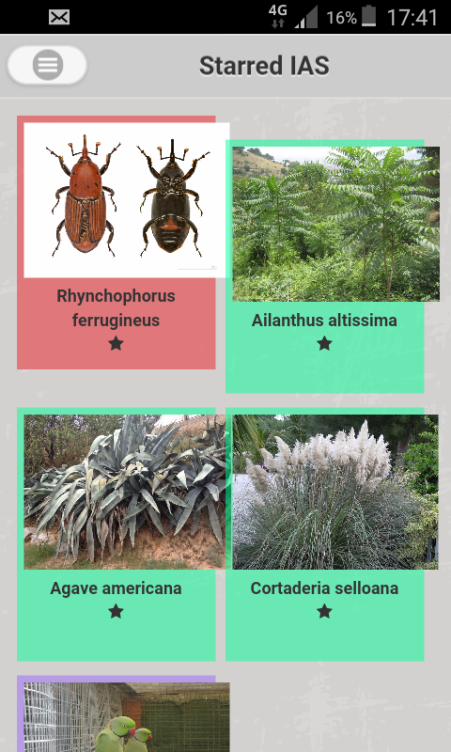 4G 16% 17:41
Starred IAS
Rhynchophorus
ferrugineus
Ailanthus altissima
Agave americana
Cortaderia selloana